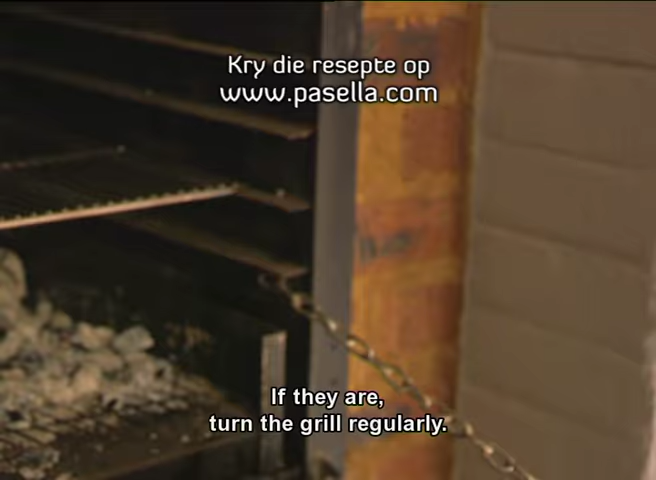 Kry die resepte op
www.pasella.com
If they are,
turn the grill regularly.